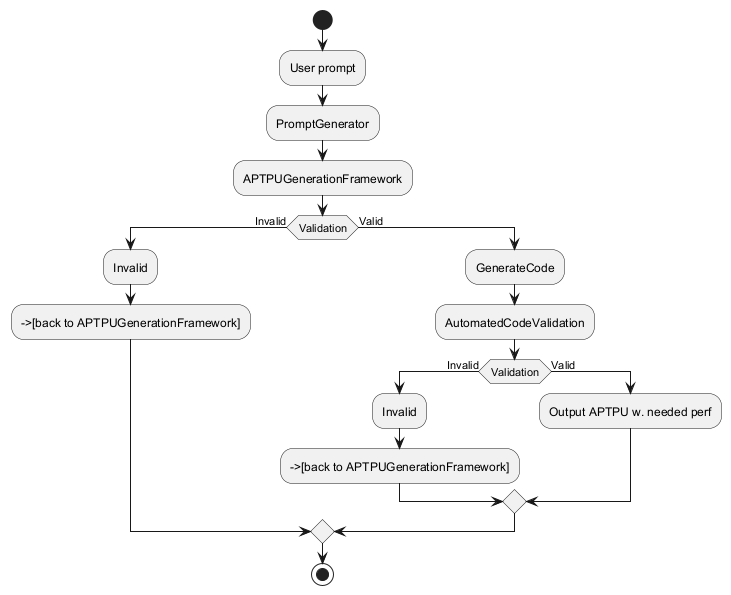 User prompt
PromptGenerator
APTPUGenerationFramework
Invalid
Validation
Valid
Invalid
GenerateCode
->[back to APTPUGenerationFramework]
AutomatedCodeValidation
Invalid
Validation
Valid
Invalid
Output APTPU w. needed perf
->[back to APTPUGenerationFramework]